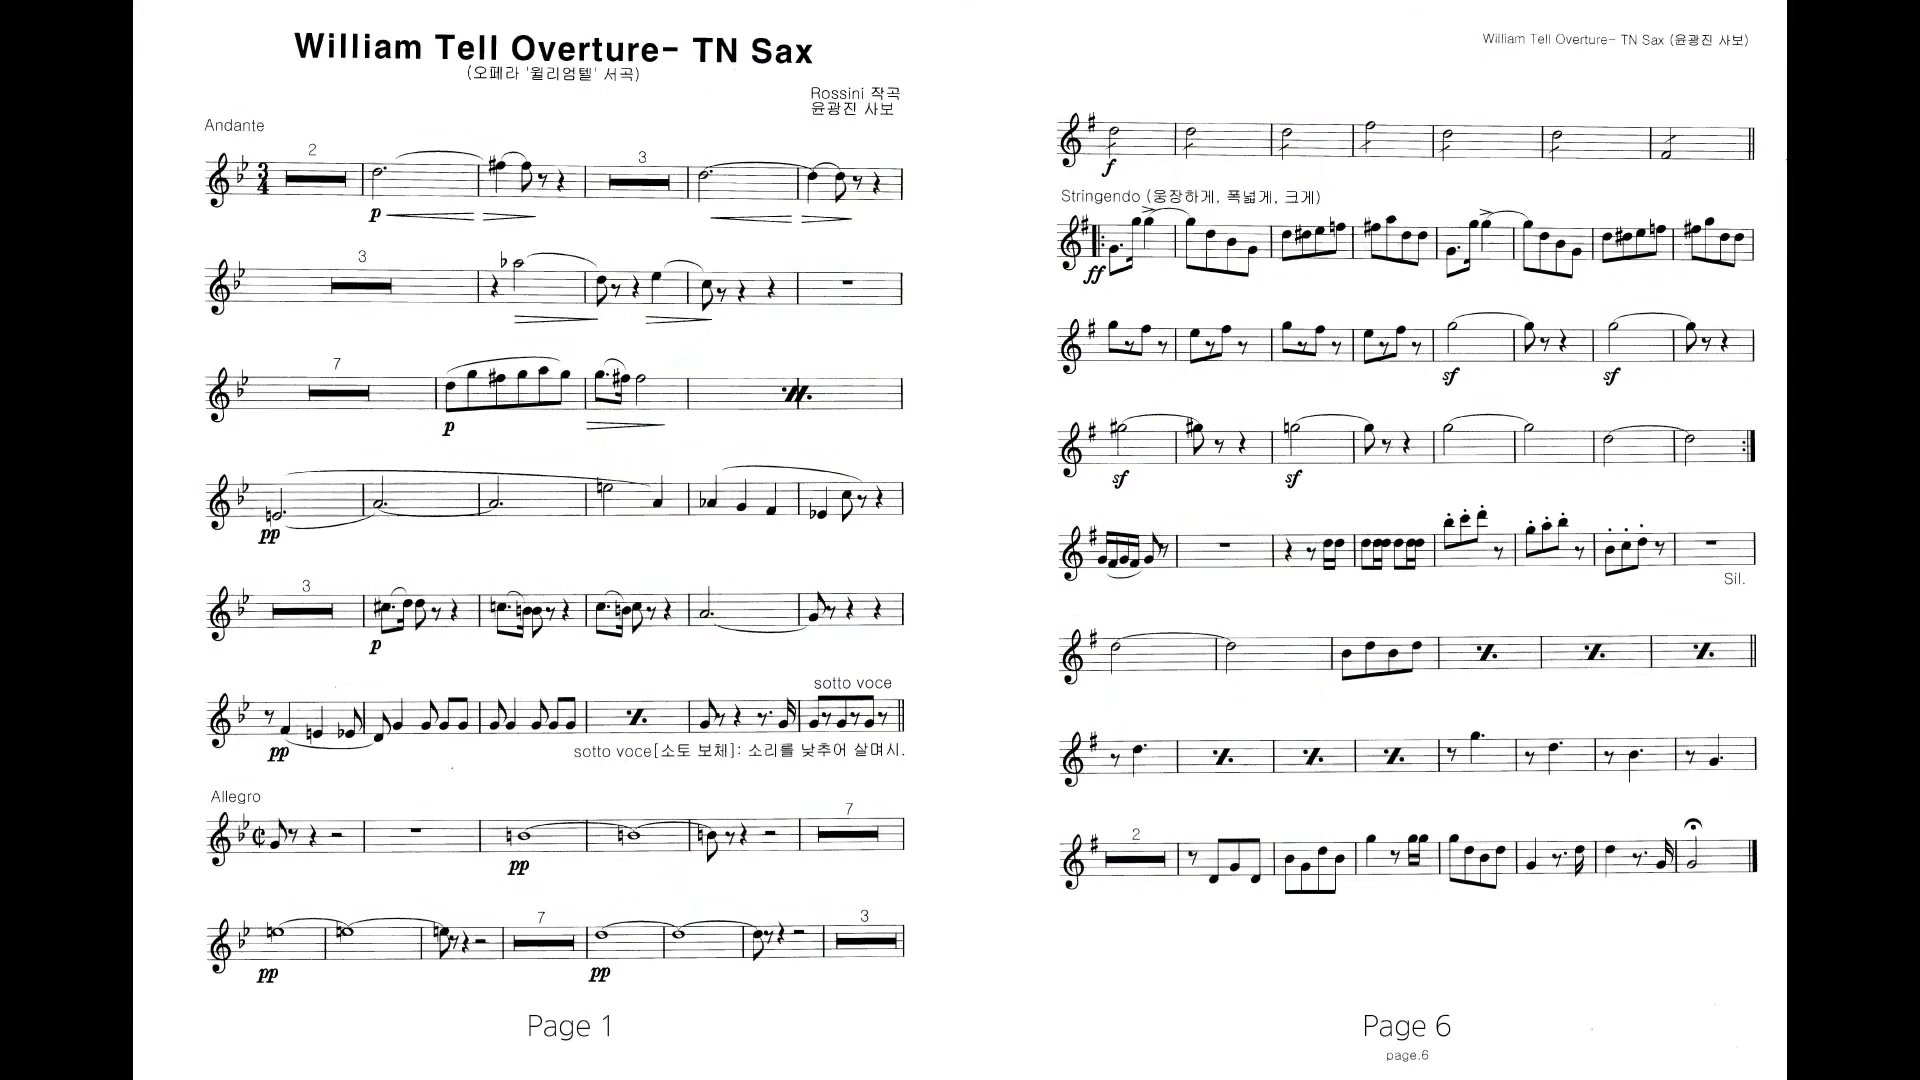 William Tell Overture- TN Sax
(오페라 '윌리엄텔' 서곡)
Rossini 작곡
윤광진 사보
Andante
2
3
p
3
7
p
pp
3
p
sotto voce
pp
sotto voce[소토 보체]: 소리를 낮추어 살며시.
Allegro
7
pp
7
3
pp
pp
Page 1
William Tell Overture- TN Sax (윤광진 사보)
f
Stringendo (웅장하게, 폭넓게, 크게)
ff
sf
sf
sf
sf
Sil.
2
Page 6
page.6